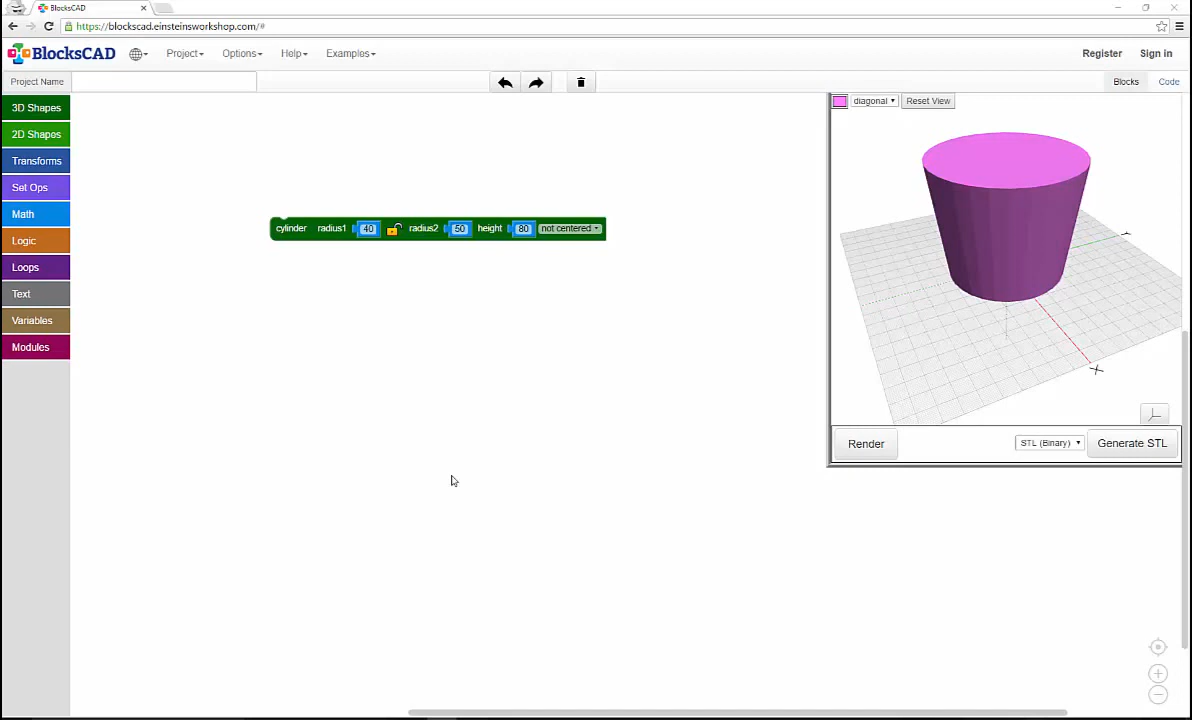 BlocksCAD
https://blockscad.einsteinsworkshop.com/#
BlocksCAD
Project
Options
Help
Examples
Register
Sign in
Project Name
Blocks
Code
3D Shapes
2D Shapes
Transforms
Set Ops
Math
Logic
Loops
Text
Variables
Modules
cylinder radius1 40 radius2 50 height 80 not centered
diagonal
Reset View
Y
X
Render
STL (Binary)
Generate STL